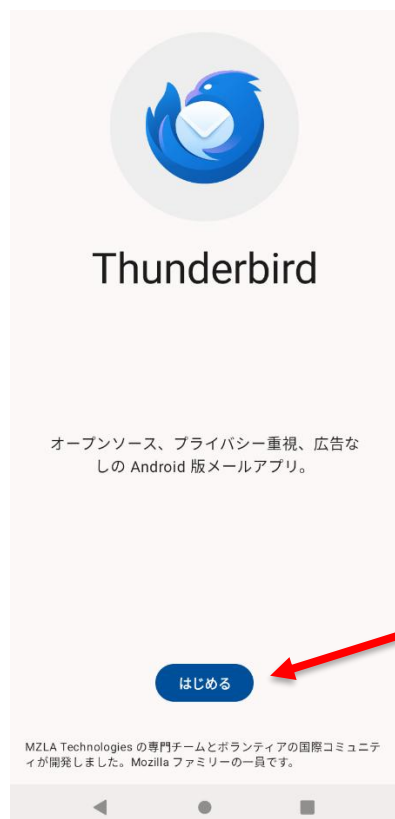 Thunderbird
オープンソース、プライバシー重視、広告な
しの Android 版メールアプリ。
はじめる
MZLA Technologies の専門チームとボランティアの国際コミュニテ
ィが開発しました。Mozilla ファミリーの一員です。